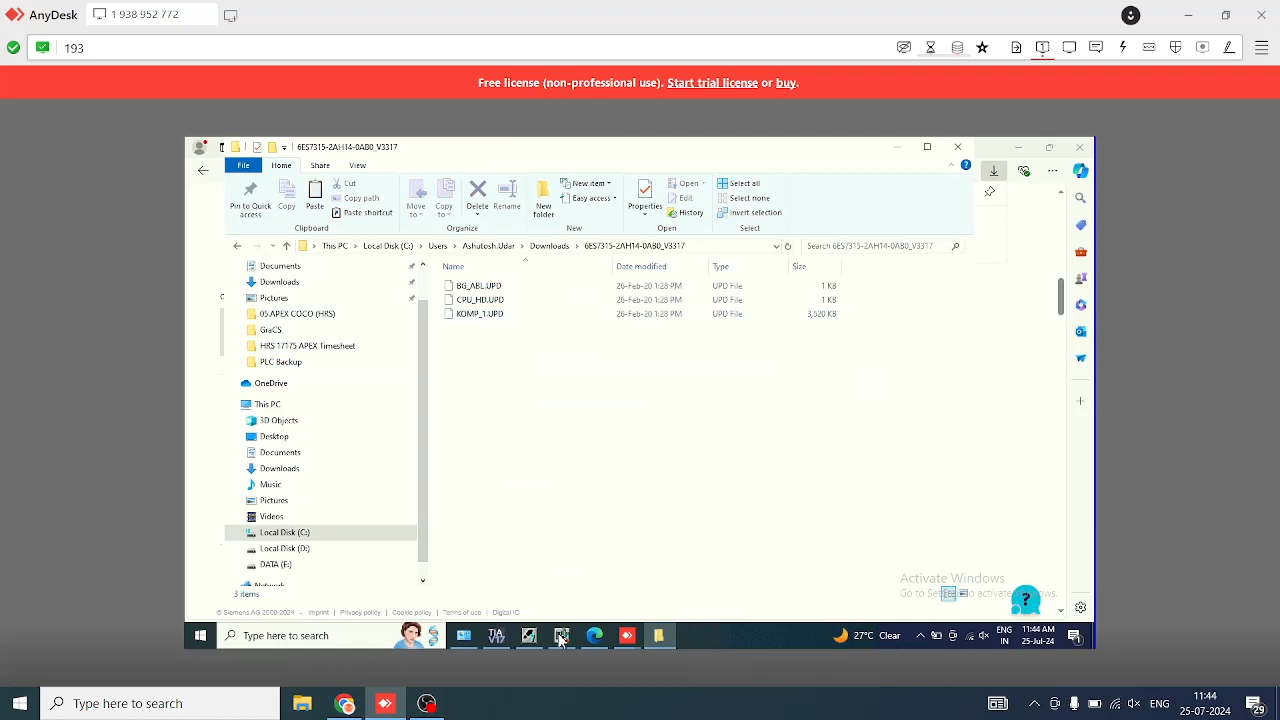 AnyDesk
1 938 952 772
193
Free license (non-professional use). Start trial license or buy.
6ES7315-2AH14-0AB0_V3317
File Home Share View
Pin to Quick access
Copy
Paste
Cut
Copy path
Paste shortcut
Clipboard
Move to
Copy to
Delete
Rename
Organize
New folder
New item
Easy access
New
Properties
Open
Edit
History
Open
Select all
Select none
Invert selection
Select
This PC > Local Disk (C:) > Users > Ashutosh.Udar > Downloads > 6ES7315-2AH14-0AB0_V3317
Search 6ES7315-2AH14-0AB0_V3317
Documents
Downloads
Pictures
05.APEX COCO (HRS)
GraCS
HRS 17175 APEX Timesheet
PLC Backup
OneDrive
This PC
3D Objects
Desktop
Documents
Downloads
Music
Pictures
Videos
Local Disk (C:)
Local Disk (D:)
DATA (E:)
Network
Name Date modified Type Size
BG_ABL.UPD 26-Feb-20 1:28 PM UPD File 1 KB
CPU_HD.UPD 26-Feb-20 1:28 PM UPD File 1 KB
KOMP_1.UPD 26-Feb-20 1:28 PM UPD File 3,520 KB
3 items
Activate Windows
Go to Se o activate ows.
© Siemens AG 2000-2024 - Imprint | Privacy policy | Cookie policy | Terms of use | Digital ID
Type here to search
27°C Clear
ENG
IN
11:44 AM
25-Jul-24
Type here to search
ENG
11:44
25-07-2024
29